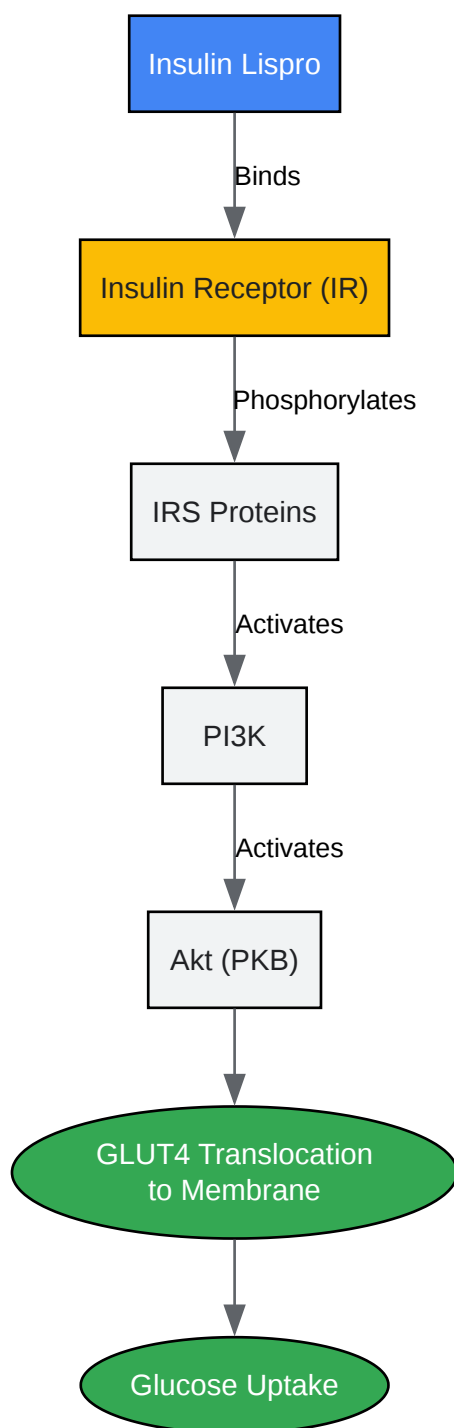 Insulin Lispro
Binds
Insulin Receptor (IR)
Phosphorylates
IRS Proteins
Activates
PI3K
Activates
Akt (PKB)
GLUT4 Translocation
to Membrane
Glucose Uptake